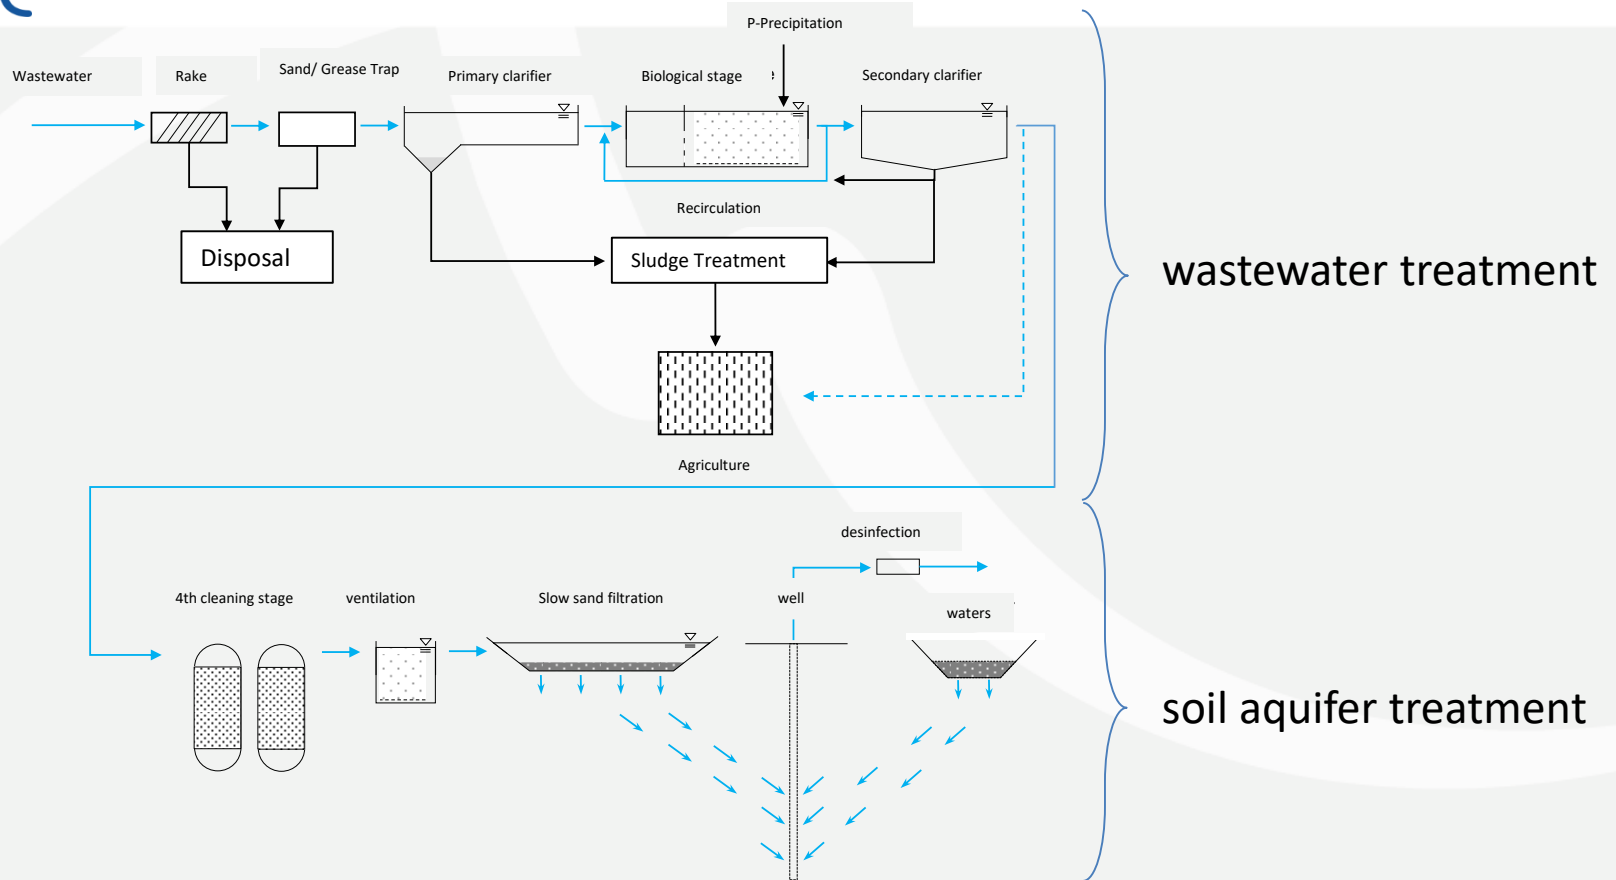 P-Precipitation
Wastewater
Rake
Sand/ Grease Trap
Primary clarifier
Biological stage
Secondary clarifier
Recirculation
Disposal
Sludge Treatment
wastewater treatment
Agriculture
desinfection
4th cleaning stage
ventilation
Slow sand filtration
well
waters
soil aquifer treatment